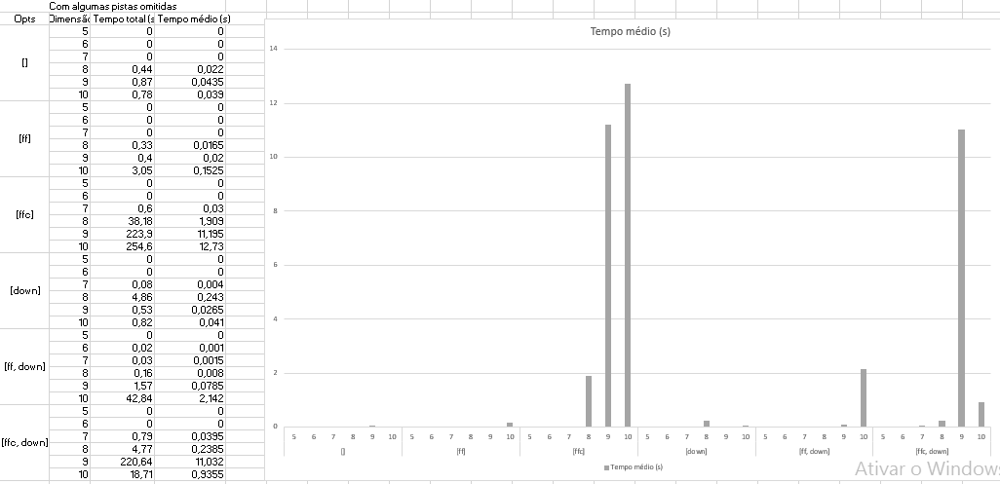 Com algumas pistas omitidas
Opts Dimensão Tempo total (s Tempo médio (s)
[]
5 0 0
6 0 0
7 0 0
8 0,44 0,022
9 0,87 0,0435
10 0,78 0,039
[ff]
5 0 0
6 0 0
7 0 0
8 0,33 0,0165
9 0,4 0,02
10 3,05 0,1525
[ffc]
5 0 0
6 0 0
7 0,6 0,03
8 38,18 1,909
9 223,9 11,195
10 254,6 12,73
[down]
5 0 0
6 0 0
7 0,08 0,004
8 4,86 0,243
9 0,53 0,0265
10 0,82 0,041
[ff, down]
5 0 0
6 0,02 0,001
7 0,03 0,0015
8 0,16 0,008
9 1,57 0,0785
10 42,84 2,142
[ffc, down]
5 0 0
6 0 0
7 0,79 0,0395
8 4,77 0,2385
9 220,64 11,032
10 18,71 0,9355
Tempo médio (s)
14
12
10
8
6
4
2
0
5 6 7 8 9 10 5 6 7 8 9 10 5 6 7 8 9 10 5 6 7 8 9 10 5 6 7 8 9 10 5 6 7 8 9 10
[] [ff] [ffc] [down] [ff, down] [ffc, down]
Tempo médio (s)
Ativar o Windows